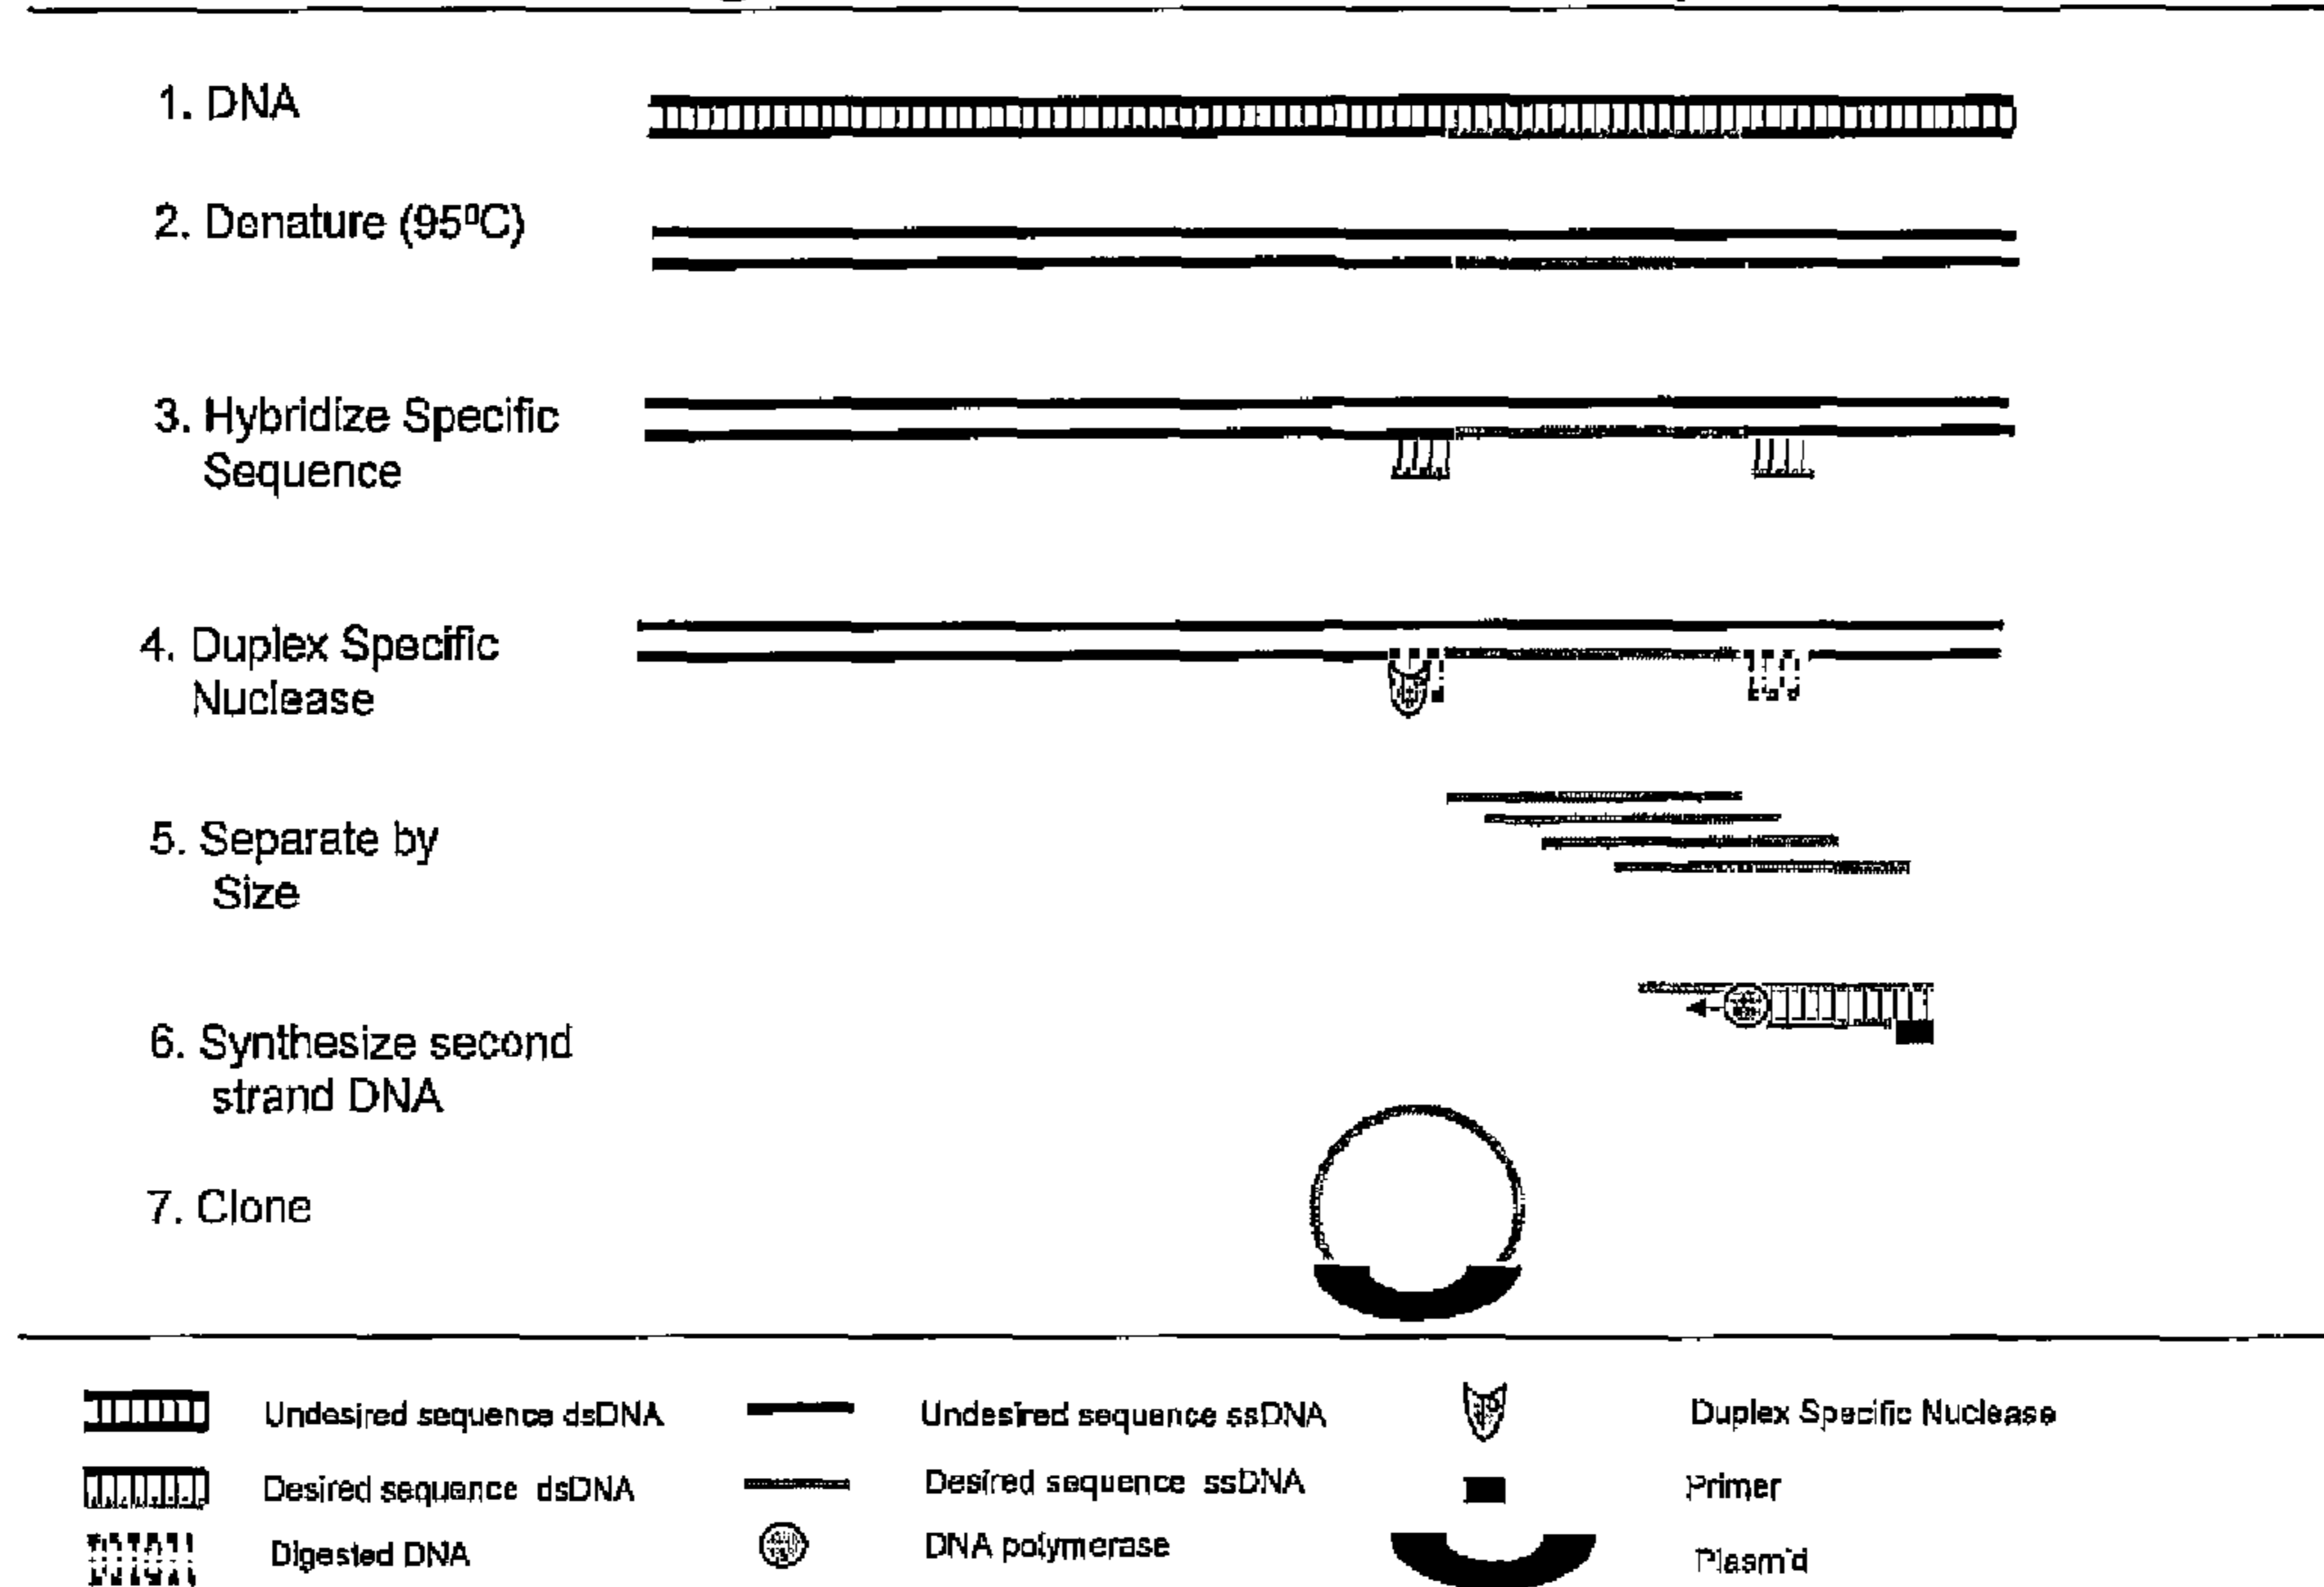 1. DNA
2. Denature (95⁰C)
3. Hybridize Specific
Sequence
4. Duplex Specific
Nuclease
5. Separate by
Size
6. Synthesize second
strand DNA
7. Clone
Undesired sequence dsDNA
Undesired sequence ssDNA
Duplex Specific Nuclease
Desired sequence dsDNA
Desired sequence ssDNA
Primer
Digested DNA
DNA polymerase
Plasmid